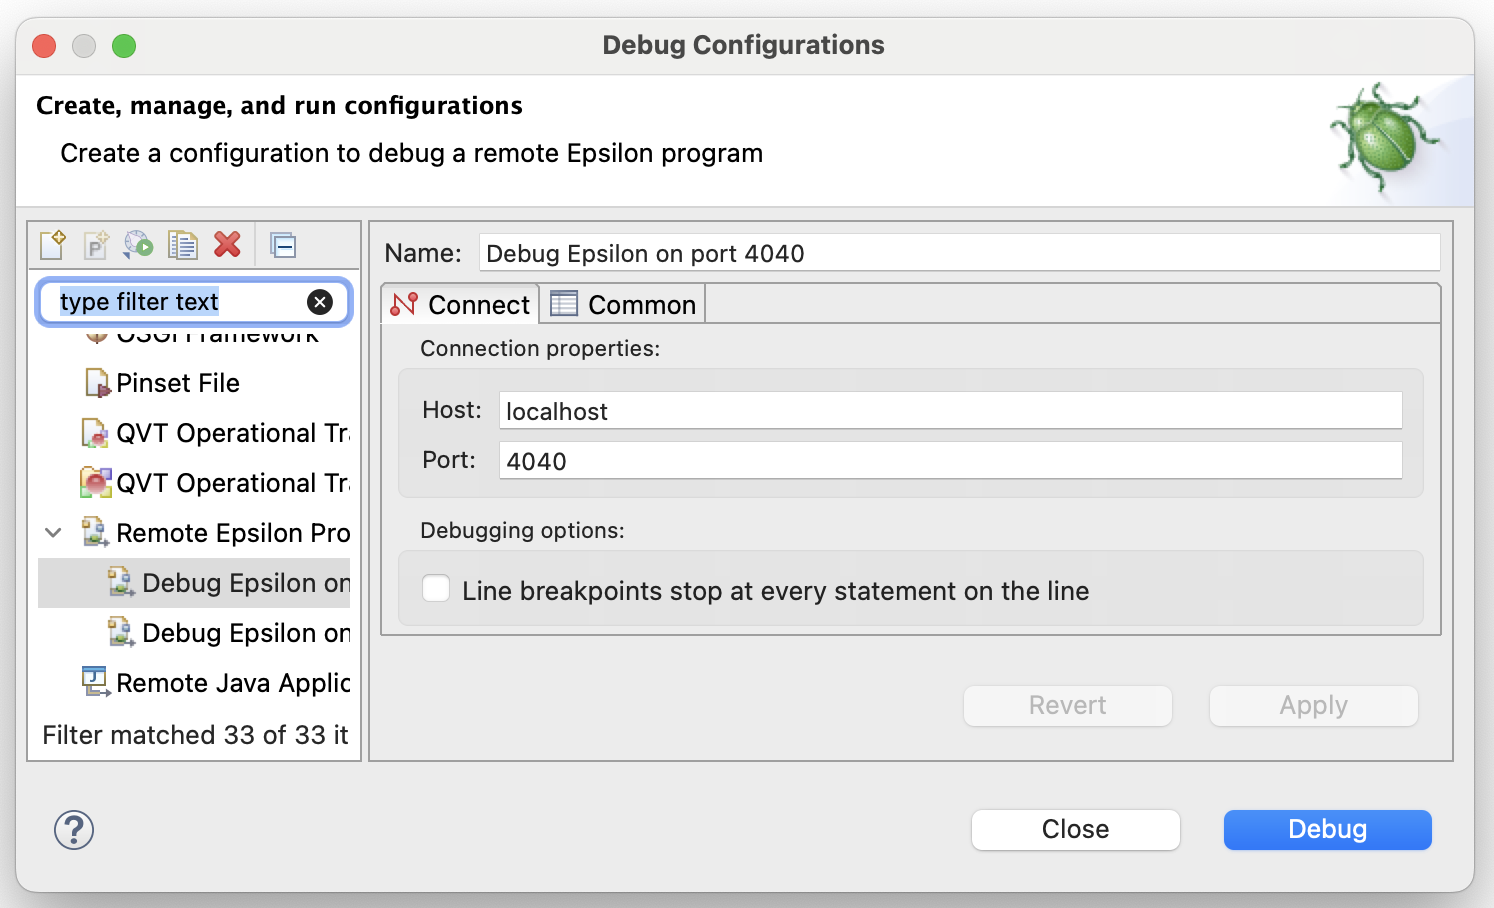 Debug Configurations
Create, manage, and run configurations
Create a configuration to debug a remote Epsilon program
type filter text
OSGi Framework
Pinset File
QVT Operational Tra
QVT Operational Tra
Remote Epsilon Pro
Debug Epsilon on
Debug Epsilon on
Remote Java Applic
Filter matched 33 of 33 it
Name: Debug Epsilon on port 4040
Connect Common
Connection properties:
Host: localhost
Port: 4040
Debugging options:
Line breakpoints stop at every statement on the line
Revert Apply
?
Close Debug